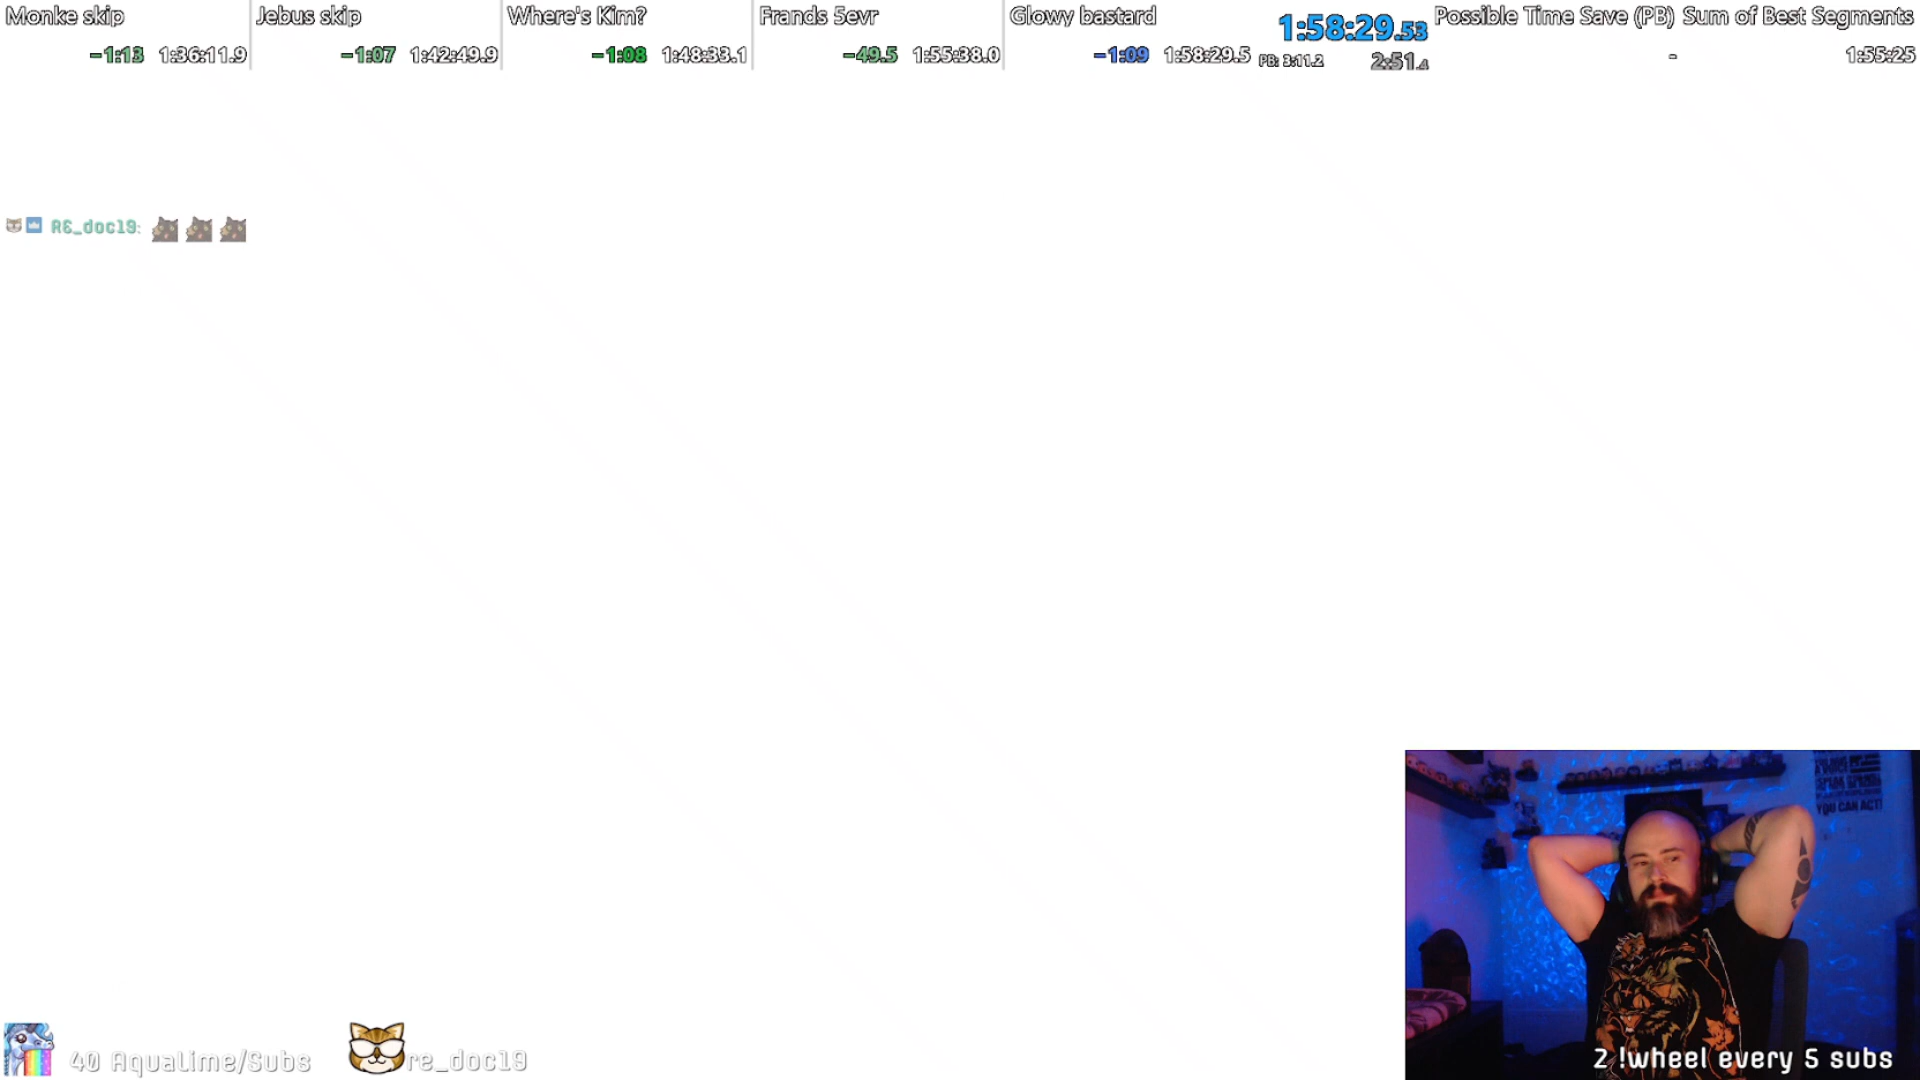 Monke skip
-1:13 1:36:11.9
Jebus skip
-1:07 1:42:49.9
Where's Kim?
-1:08 1:48:33.1
Frands 5evr
-49.5 1:55:38.0
Glowy bastard
-1:09 1:58:29.5
1:58:29.53
PB: 3:11.2 2:51.4
Possible Time Save (PB)
-
Sum of Best Segments
1:55:25
R6_doc19:
YOU CAN ACT!
40 AquaLime/Subs
re_doc19
2 !wheel every 5 subs